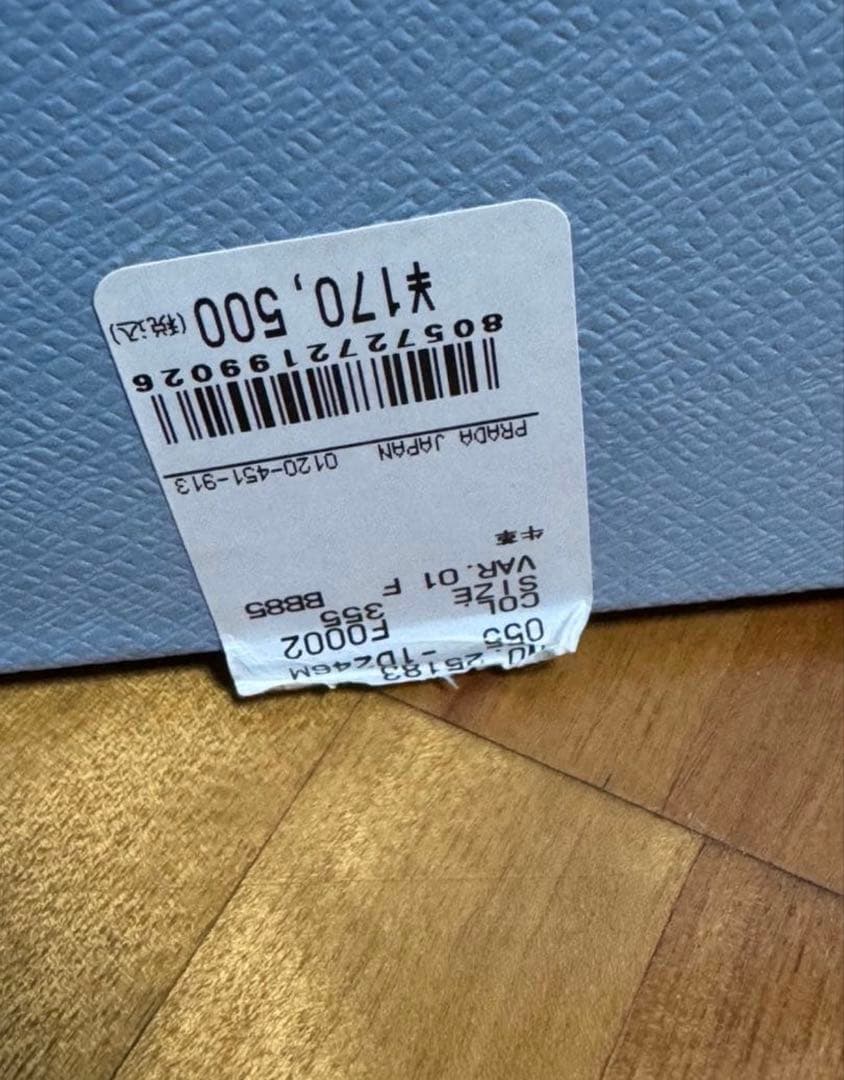 25183 -1DZ46M
055 F0002
COL 355
SIZE F BB85
VAR. 01
牛革
PRADA JAPAN 0120-451-913
8057272199026
¥170,500 (税込)